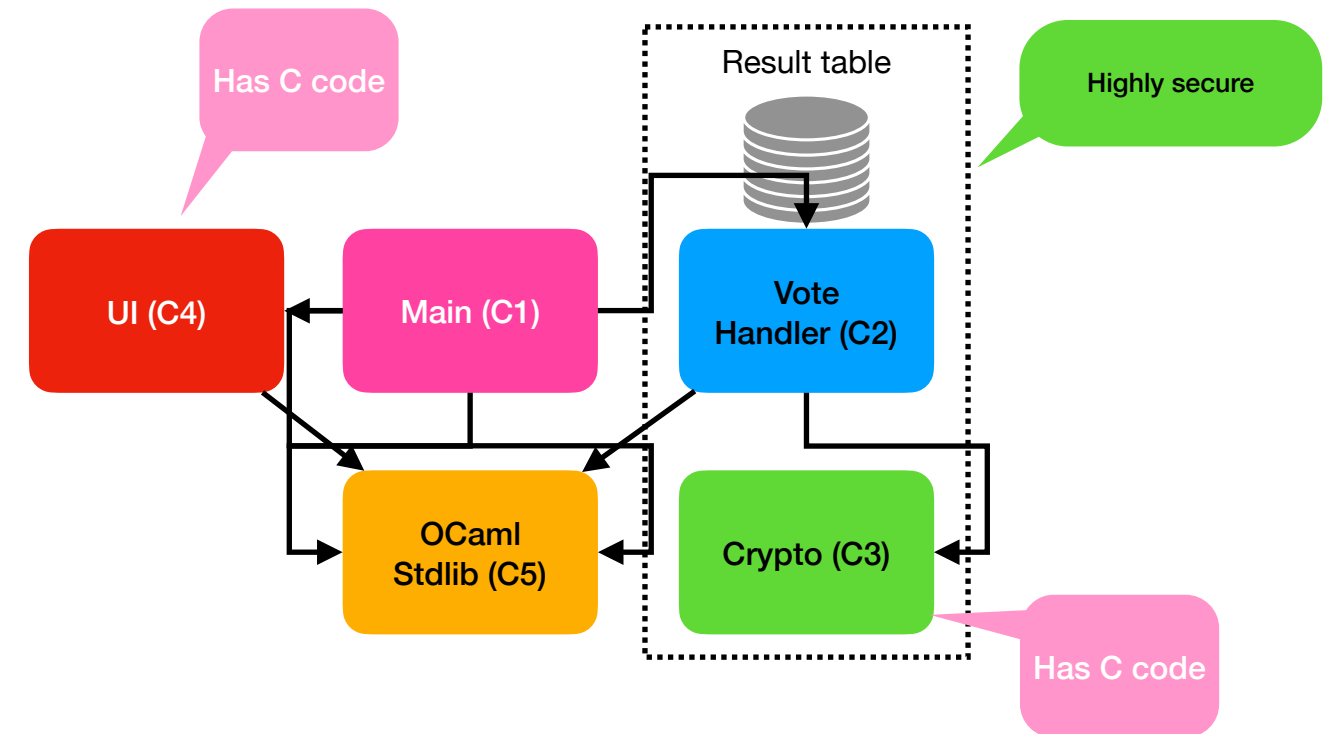 Result table
Has C code
Highly secure
UI (C4)
Main (C1)
Vote
Handler (C2)
OCaml
Stdlib (C5)
Crypto (C3)
Has C code